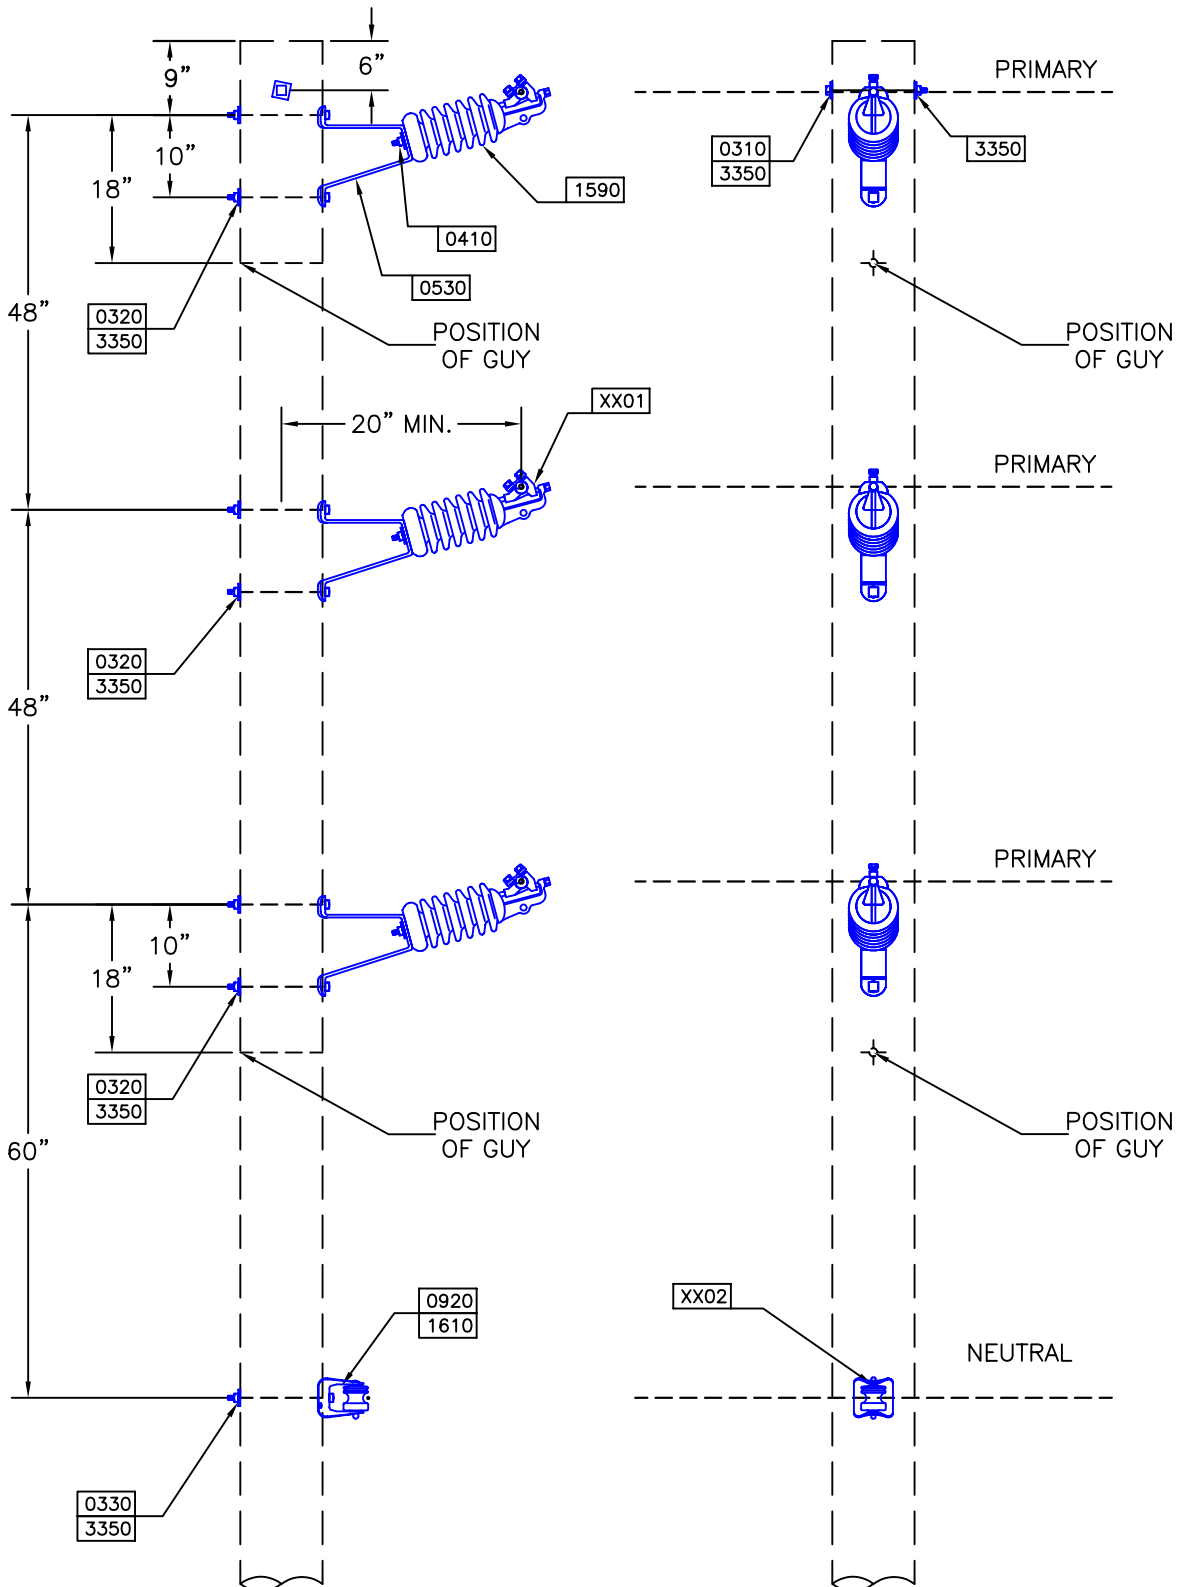 9”
6”
PRIMARY
10”
18”
0310
3350
3350
1590
0410
0530
48”
0320
3350
POSITION
OF GUY
POSITION
OF GUY
XX01
20” MIN.
PRIMARY
0320
3350
48”
PRIMARY
10”
18”
0320
3350
POSITION
OF GUY
POSITION
OF GUY
60”
0920
1610
XX02
NEUTRAL
0330
3350